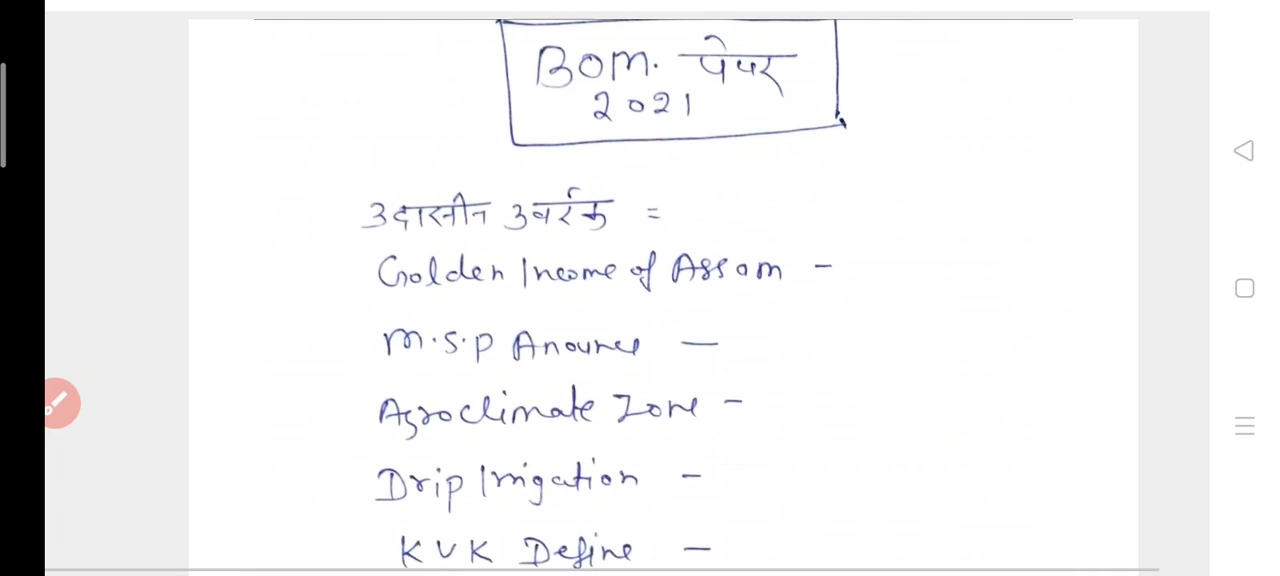 BOM. पेपर
2021
उदासीन उर्वरक =
Golden Income of Assam -
M.S.P Anounce -
Agroclimate Zone -
Drip Irrigation -
KVK Define -